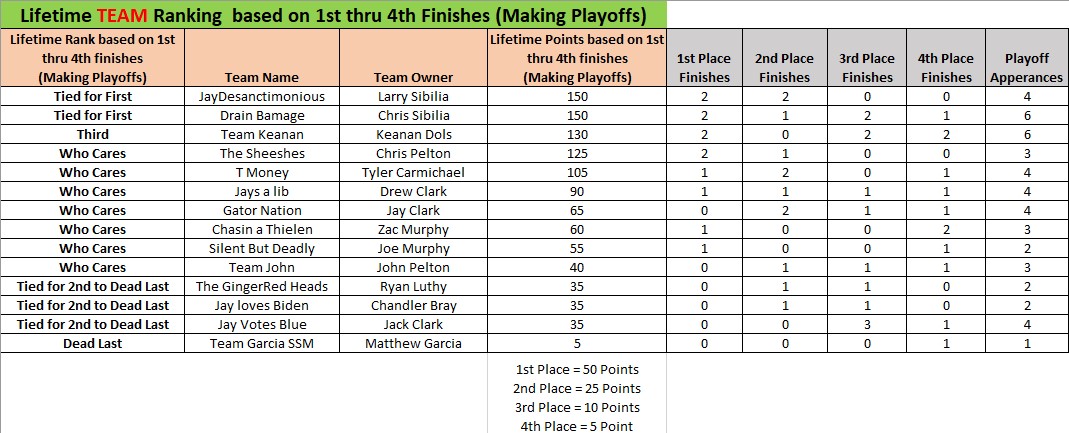 Lifetime TEAM Ranking based on 1st thru 4th Finishes (Making Playoffs)
Lifetime Rank based on 1st thru 4th finishes (Making Playoffs) Team Name Team Owner Lifetime Points based on 1st thru 4th finishes (Making Playoffs) 1st Place Finishes 2nd Place Finishes 3rd Place Finishes 4th Place Finishes Playoff Apperances
Tied for First JayDesanctimonious Larry Sibilia 150 2 2 0 0 4
Tied for First Drain Bamage Chris Sibilia 150 2 1 2 1 6
Third Team Keanan Keanan Dols 130 2 0 2 2 6
Who Cares The Sheeshes Chris Pelton 125 2 1 0 0 3
Who Cares T Money Tyler Carmichael 105 1 2 0 1 4
Who Cares Jays a lib Drew Clark 90 1 1 1 1 4
Who Cares Gator Nation Jay Clark 65 0 2 1 1 4
Who Cares Chasin a Thielen Zac Murphy 60 1 0 0 2 3
Who Cares Silent But Deadly Joe Murphy 55 1 0 0 1 2
Who Cares Team John John Pelton 40 0 1 1 1 3
Tied for 2nd to Dead Last The GingerRed Heads Ryan Luthy 35 0 1 1 0 2
Tied for 2nd to Dead Last Jay loves Biden Chandler Bray 35 0 1 1 0 2
Tied for 2nd to Dead Last Jay Votes Blue Jack Clark 35 0 0 3 1 4
Dead Last Team Garcia SSM Matthew Garcia 5 0 0 0 1 1
1st Place = 50 Points
2nd Place = 25 Points
3rd Place = 10 Points
4th Place = 5 Point